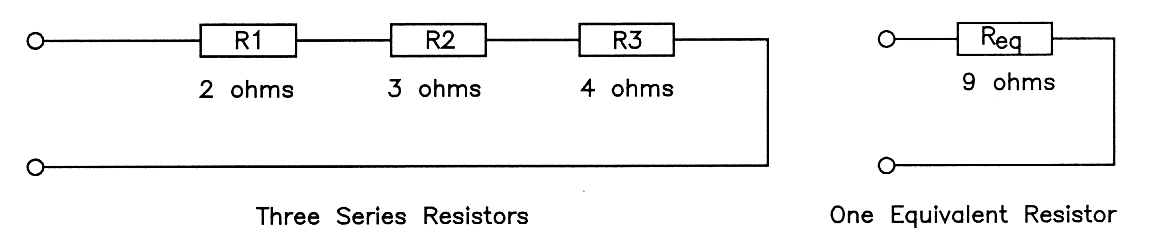 R1 R2 R3
2 ohms 3 ohms 4 ohms
Three Series Resistors
Req
9 ohms
One Equivalent Resistor